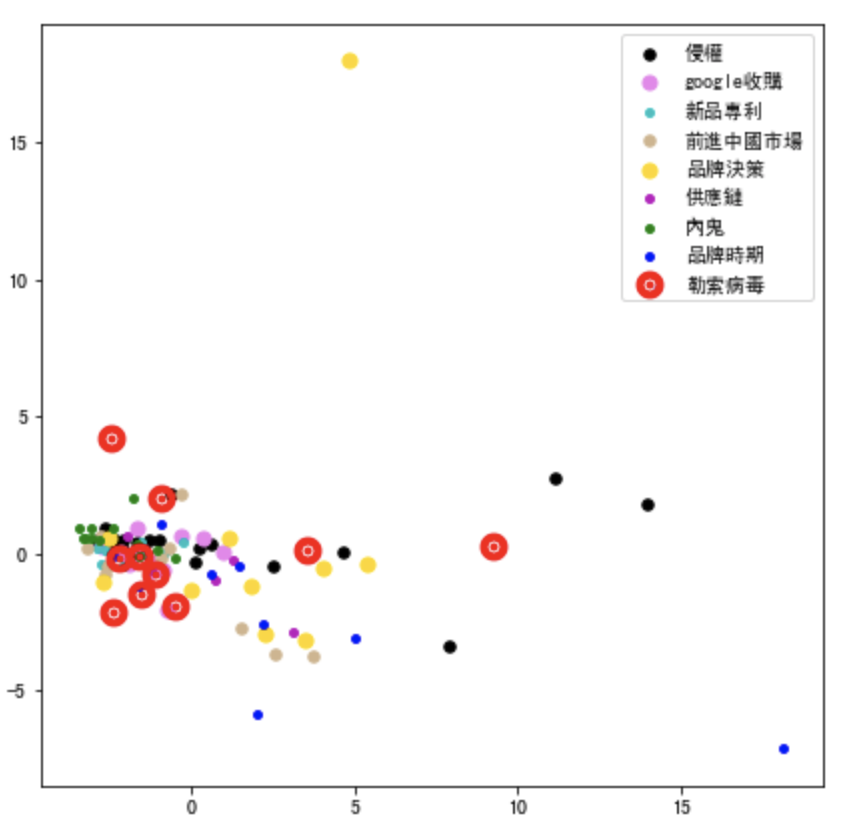 侵權
google收購
新品專利
前進中國市場
品牌決策
供應鏈
內鬼
品牌時期
勒索病毒
15
10
5
0
−5
0
5
10
15